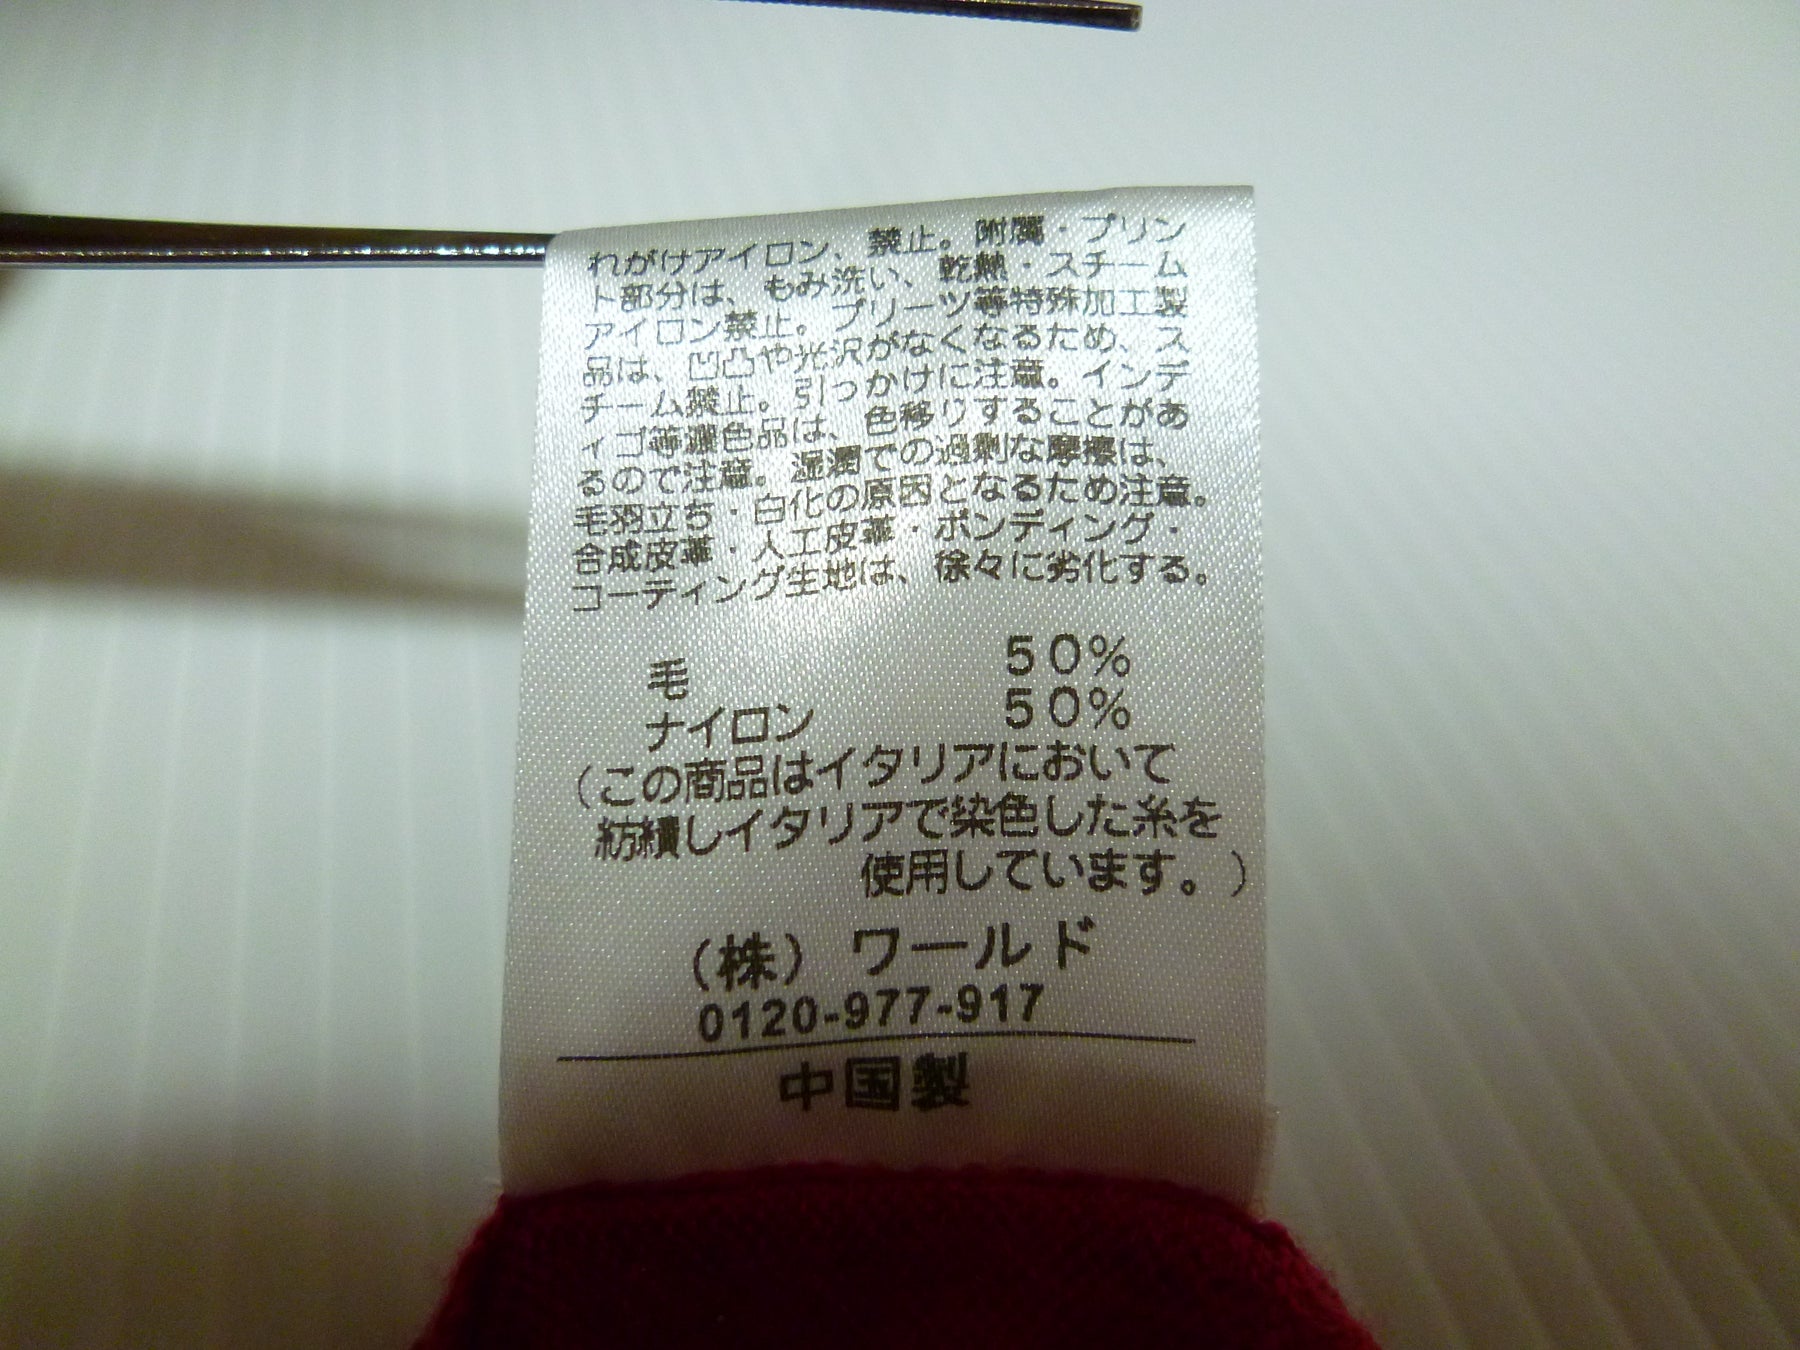 れがけアイロン、禁止。附属・プリン
ト部分は、もみ洗い、乾熱・スチーム
アイロン禁止。プリーツ等特殊加工製
品は、凹凸や光沢がなくなるため、ス
チーム禁止。引っかけに注意。インデ
ィゴ等濃色品は、色移りすることがあ
るので注意。湿潤での過剰な摩擦は、
毛羽立ち・白化の原因となるため注意。
合成皮革・人工皮革・ボンディング・
コーティング生地は、徐々に劣化する。
毛 50%
ナイロン 50%
(この商品はイタリアにおいて
紡績しイタリアで染色した糸を
使用しています。)
(株) ワールド
0120-977-917
中国製